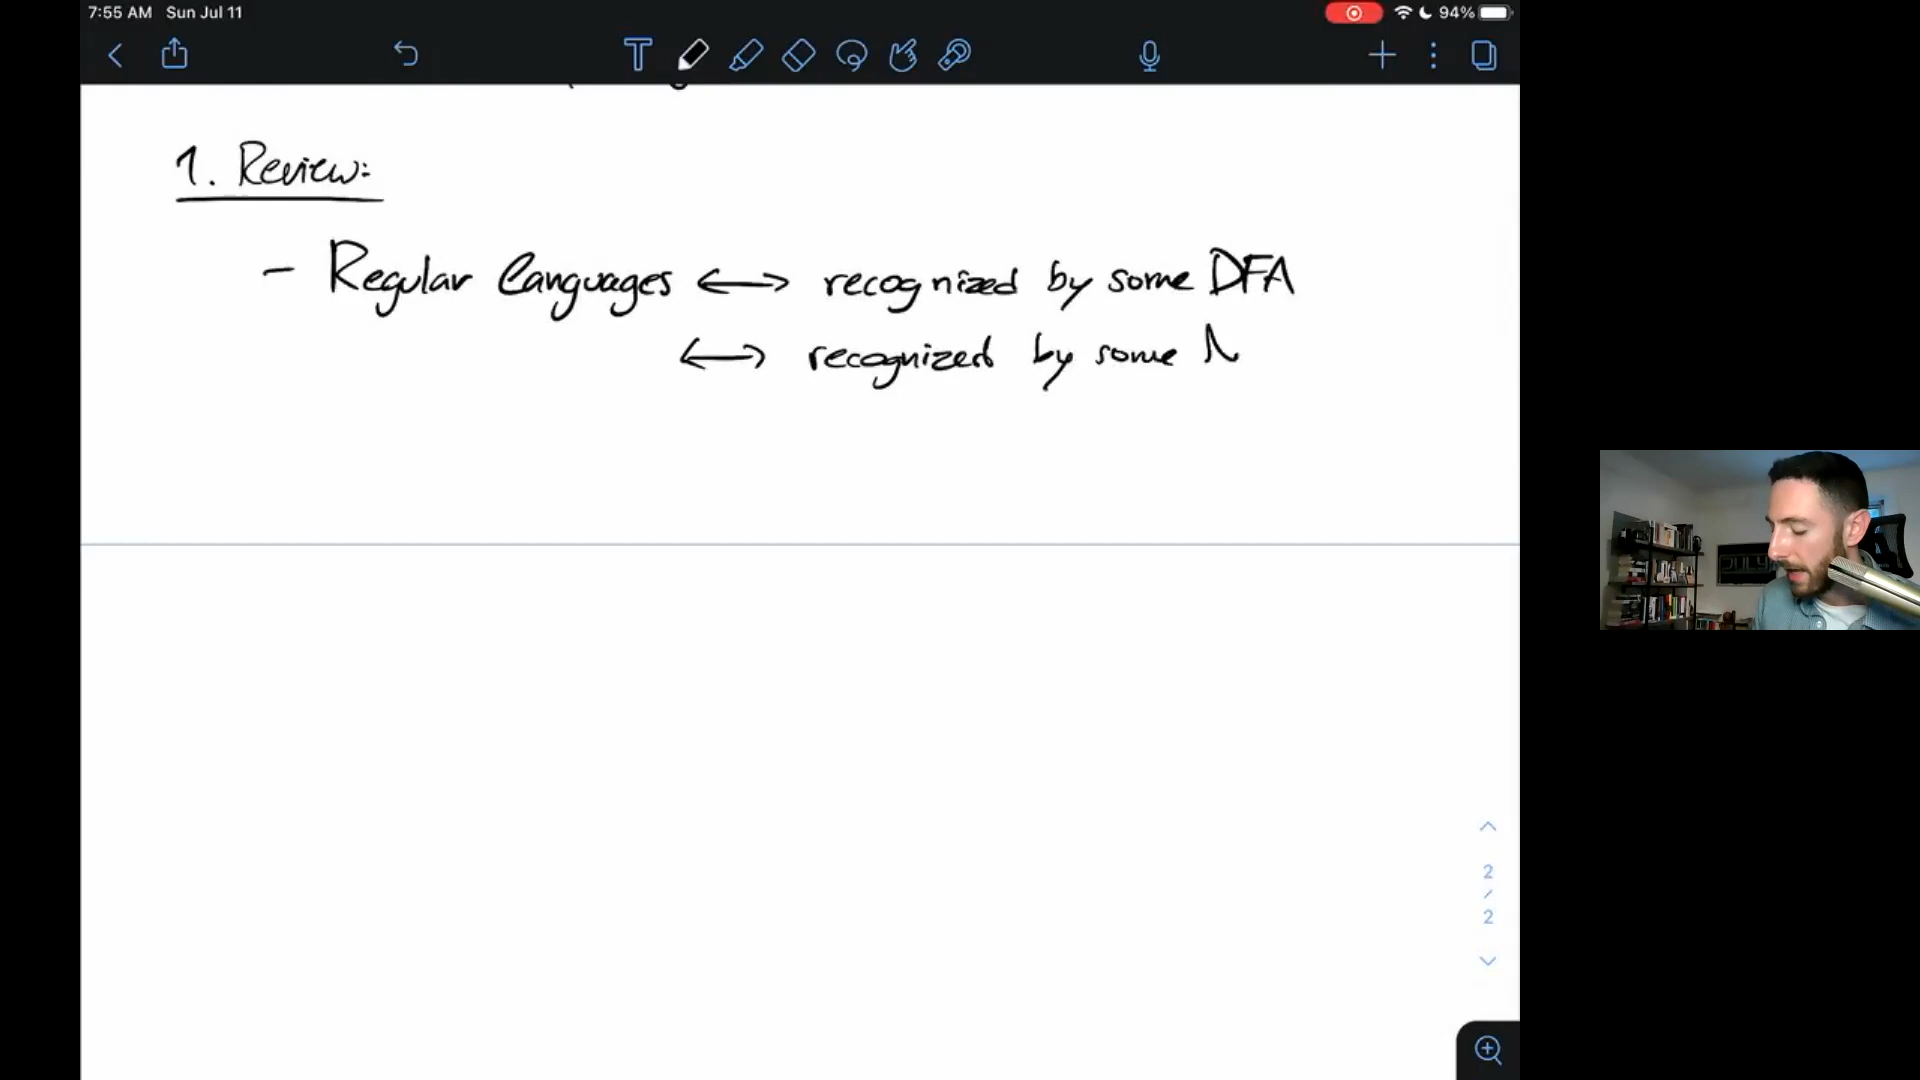 7:55 AM Sun Jul 11
94%
1. Review:
- Regular languages ↔ recognized by some DFA
↔ recognized by some N
2
/
2